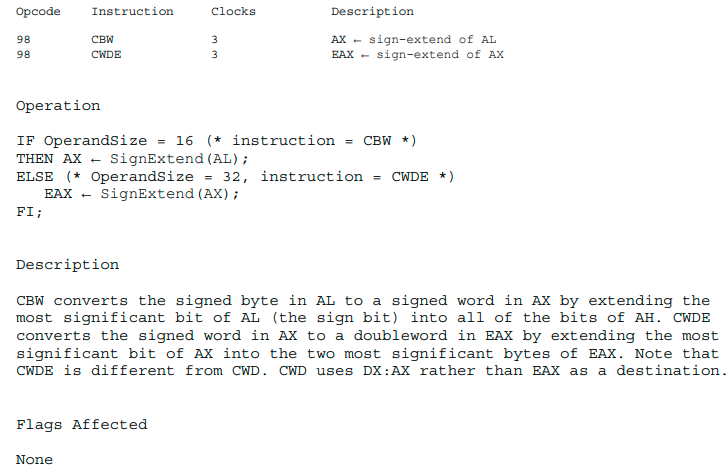 Opcode Instruction Clocks Description
98 CBW 3 AX ← sign-extend of AL
98 CWDE 3 EAX ← sign-extend of AX
Operation
IF OperandSize = 16 (* instruction = CBW *)
THEN AX ← SignExtend(AL);
ELSE (* OperandSize = 32, instruction = CWDE *)
EAX ← SignExtend(AX);
FI;
Description
CBW converts the signed byte in AL to a signed word in AX by extending the
most significant bit of AL (the sign bit) into all of the bits of AH. CWDE
converts the signed word in AX to a doubleword in EAX by extending the most
significant bit of AX into the two most significant bytes of EAX. Note that
CWDE is different from CWD. CWD uses DX:AX rather than EAX as a destination.
Flags Affected
None